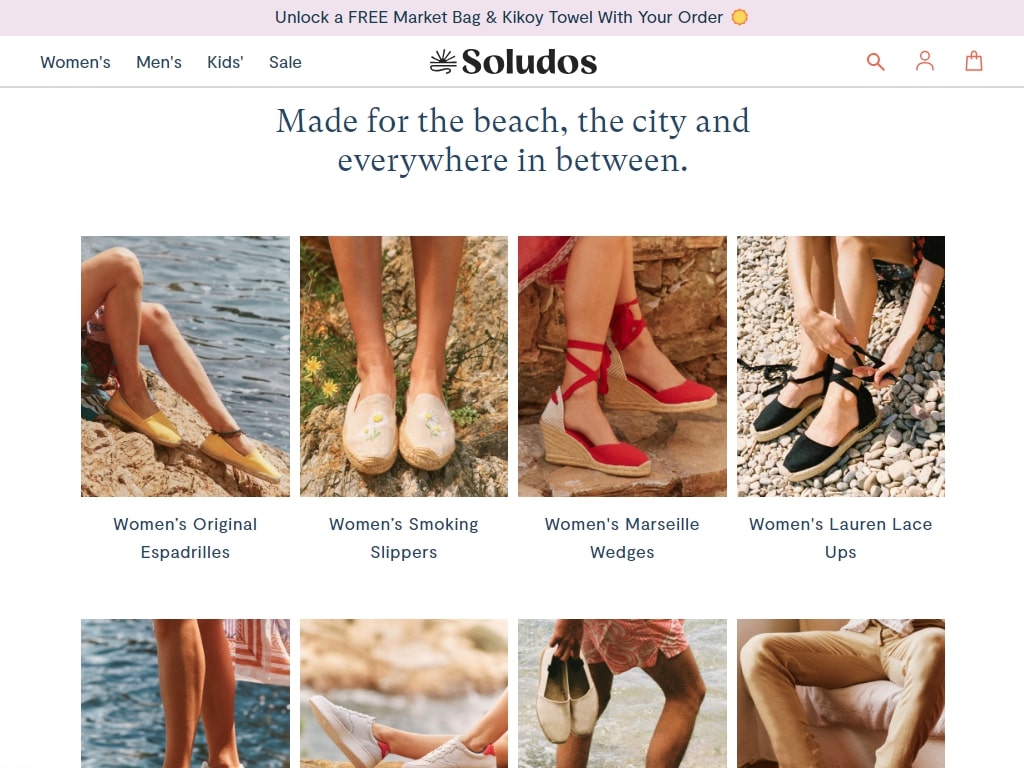 Unlock a FREE Market Bag & Kikoy Towel With Your Order
Women's Men's Kids' Sale
Soludos
Made for the beach, the city and
everywhere in between.
Women’s Original
Espadrilles
Women’s Smoking
Slippers
Women's Marseille
Wedges
Women's Lauren Lace
Ups